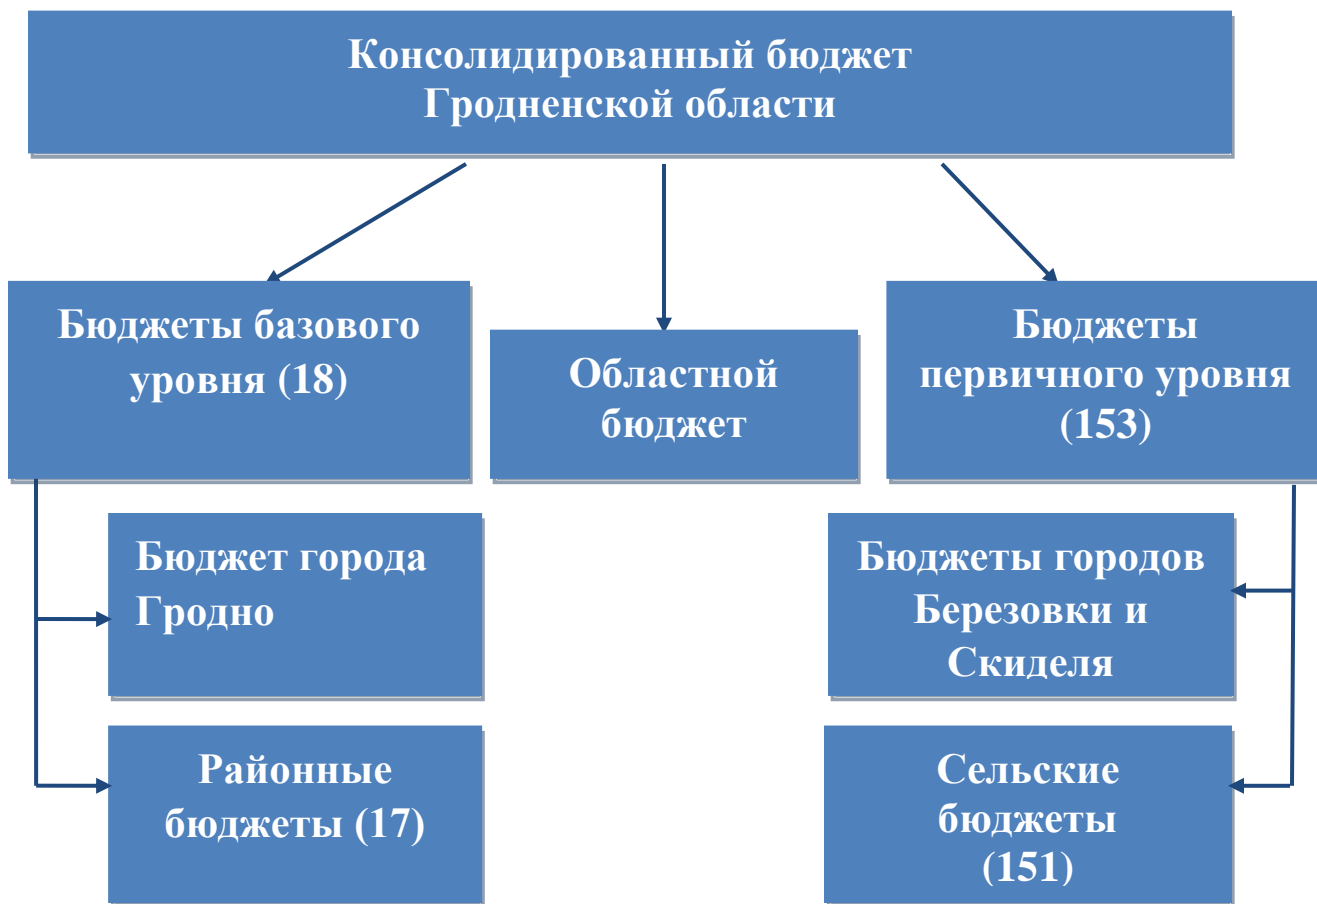 Консолидированный бюджет
Гродненской области
Бюджеты базового
уровня (18)
Областной
бюджет
Бюджеты
первичного уровня
(153)
Бюджет города
Гродно
Бюджеты городов
Березовки и
Скиделя
Районные
бюджеты (17)
Сельские
бюджеты
(151)